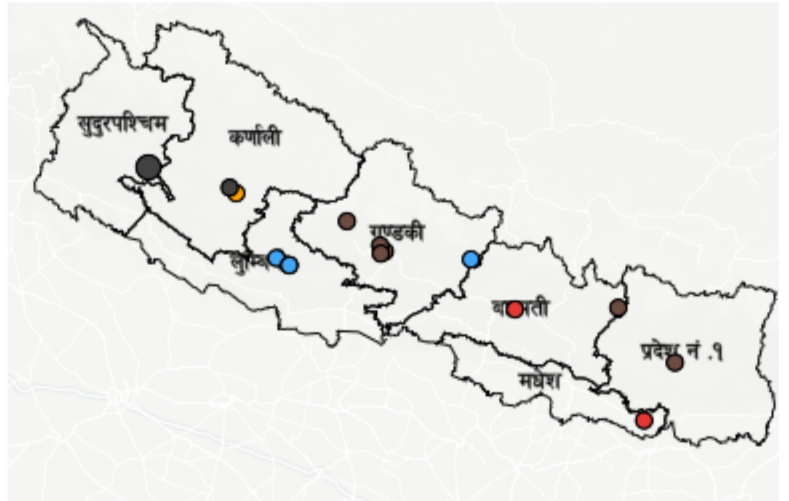 सुदुरपश्चिम
कर्णाली
गण्डकी
मधेश
प्रदेश नं .१